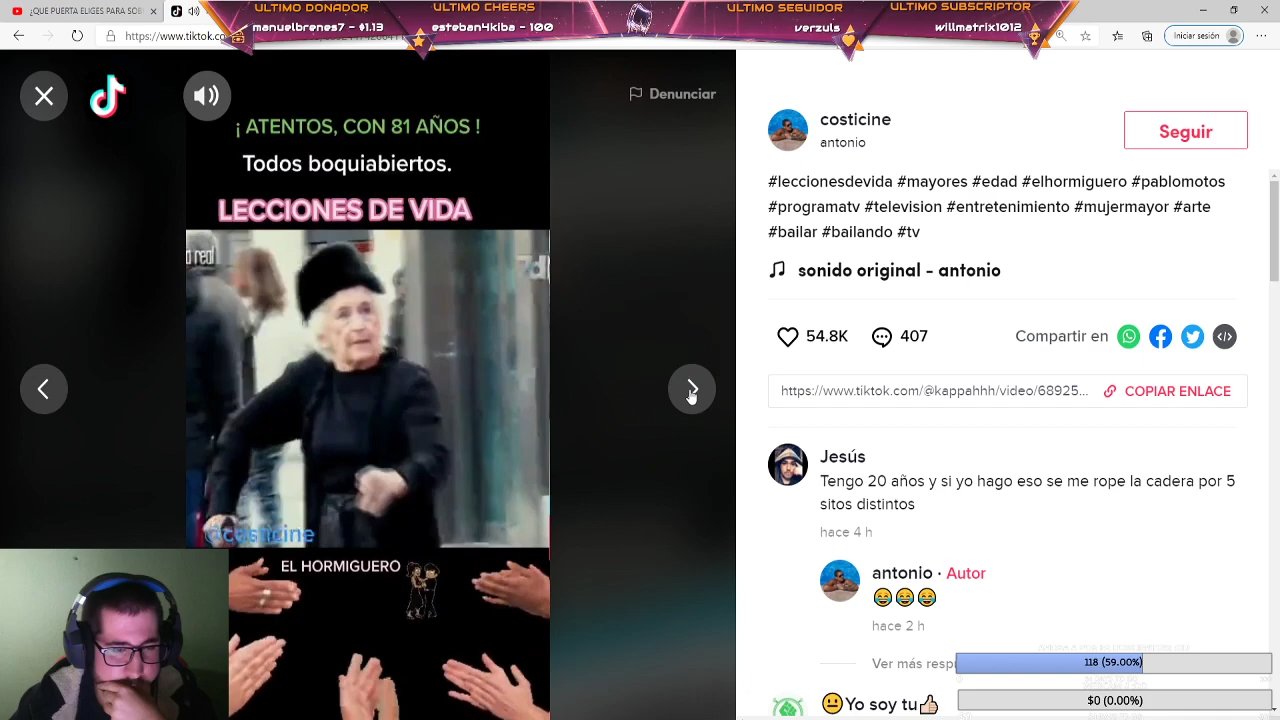 ULTIMO DONADOR
ULTIMO CHEERS
ULTIMO SEGUIDOR
ULTIMO SUBSCRIPTOR
manuelbrenes7 - $1.13
esteban4kiba - 100
verzuls
willmatrix1012
https://www.tiktok.co
Iniciar sesión
Denunciar
¡ ATENTOS, CON 81 AÑOS !
Todos boquiabiertos.
LECCIONES DE VIDA
a real
7d
@costicine
EL HORMIGUERO
costicine
antonio
Seguir
#leccionesdevida #mayores #edad #elhormiguero #pablomotos
#programatv #television #entretenimiento #mujermayor #arte
#bailar #bailando #tv
sonido original - antonio
54.8K
407
Compartir en
https://www.tiktok.com/@kappahhh/video/68925...
COPIAR ENLACE
Jesús
Tengo 20 años y si yo hago eso se me rope la cadera por 5
sitos distintos
hace 4 h
antonio · Autor
😂😂😂
hace 2 h
Ver más resp
118 (59.00%)
😐Yo soy tu👍
$0 (0.00%)